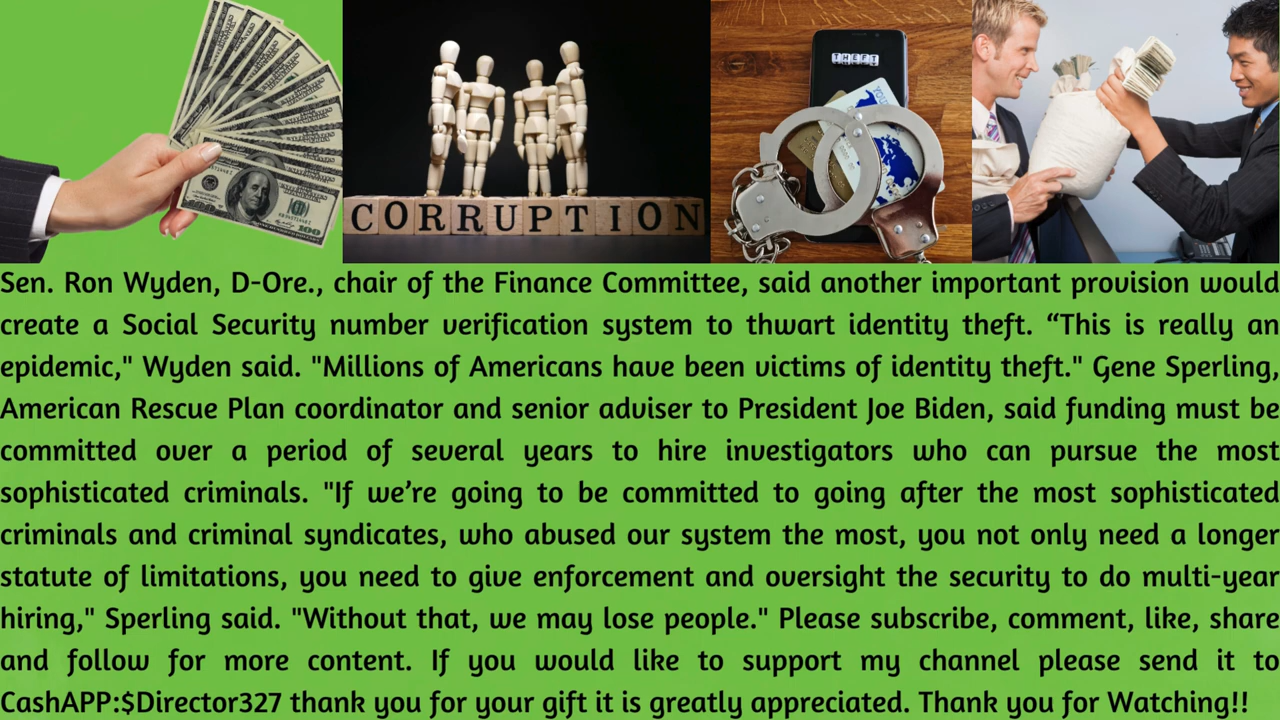 100
CORRUPTION
THEFT
Sen. Ron Wyden, D-Ore., chair of the Finance Committee, said another important provision would
create a Social Security number verification system to thwart identity theft. “This is really an
epidemic," Wyden said. "Millions of Americans have been victims of identity theft." Gene Sperling,
American Rescue Plan coordinator and senior adviser to President Joe Biden, said funding must be
committed over a period of several years to hire investigators who can pursue the most
sophisticated criminals. "If we’re going to be committed to going after the most sophisticated
criminals and criminal syndicates, who abused our system the most, you not only need a longer
statute of limitations, you need to give enforcement and oversight the security to do multi-year
hiring," Sperling said. "Without that, we may lose people." Please subscribe, comment, like, share
and follow for more content. If you would like to support my channel please send it to
CashAPP:$Director327 thank you for your gift it is greatly appreciated. Thank you for Watching!!